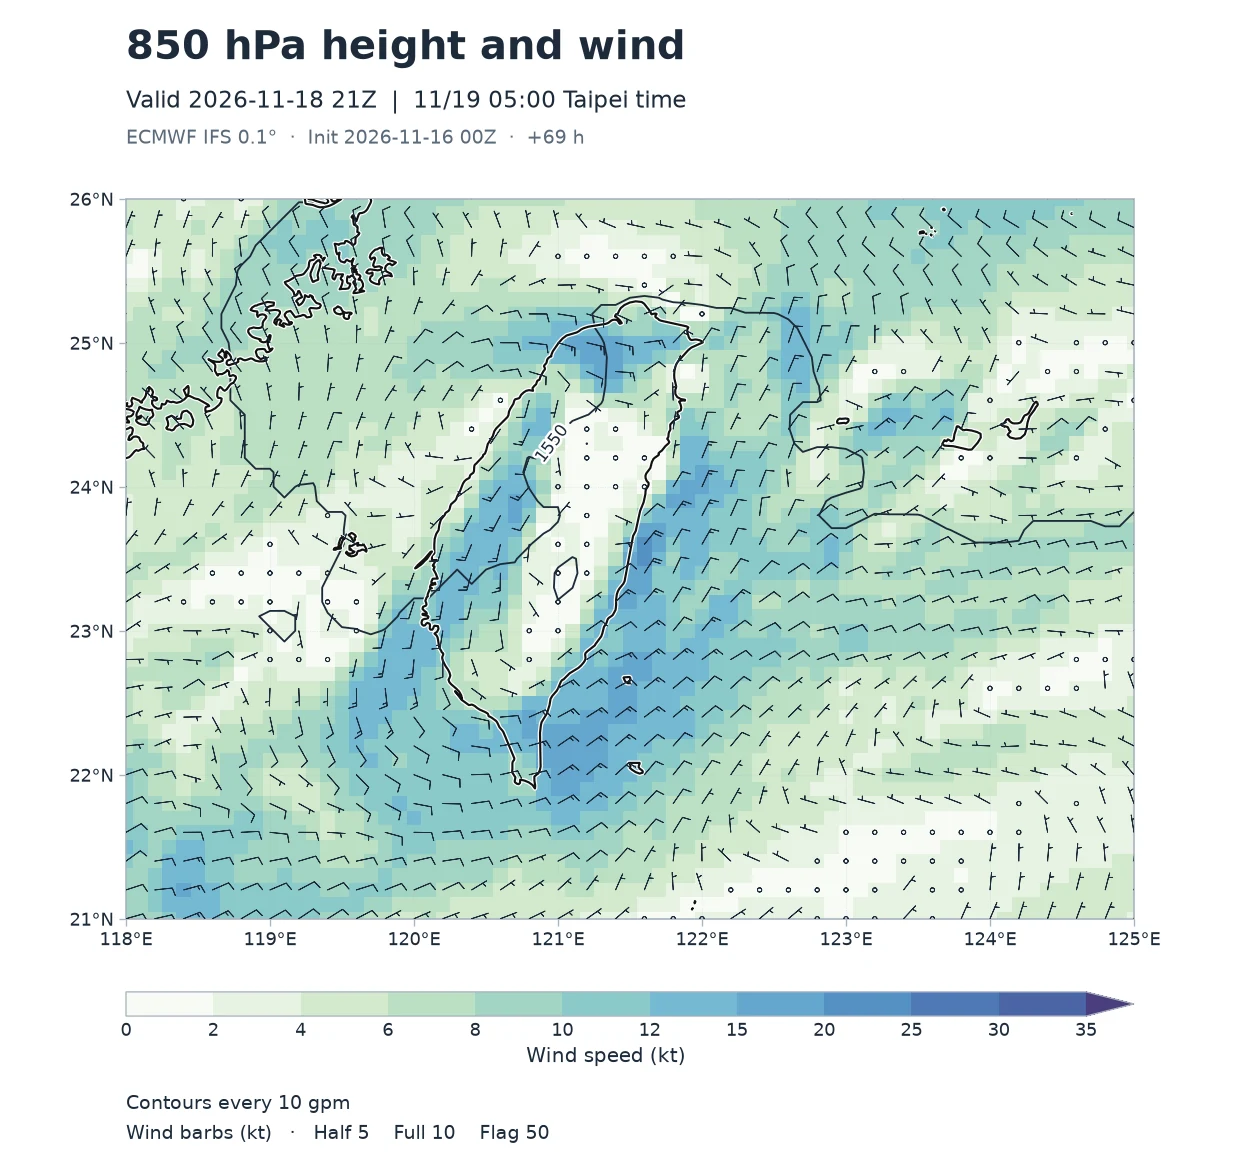 850 hPa height and wind
Valid 2026-11-18 21Z | 11/19 05:00 Taipei time
ECMWF IFS 0.1° · Init 2026-11-16 00Z · +69 h
26°N
25°N
24°N
23°N
22°N
21°N
1550
118°E 119°E 120°E 121°E 122°E 123°E 124°E 125°E
0 2 4 6 8 10 12 15 20 25 30 35
Wind speed (kt)
Contours every 10 gpm
Wind barbs (kt) · Half 5 Full 10 Flag 50